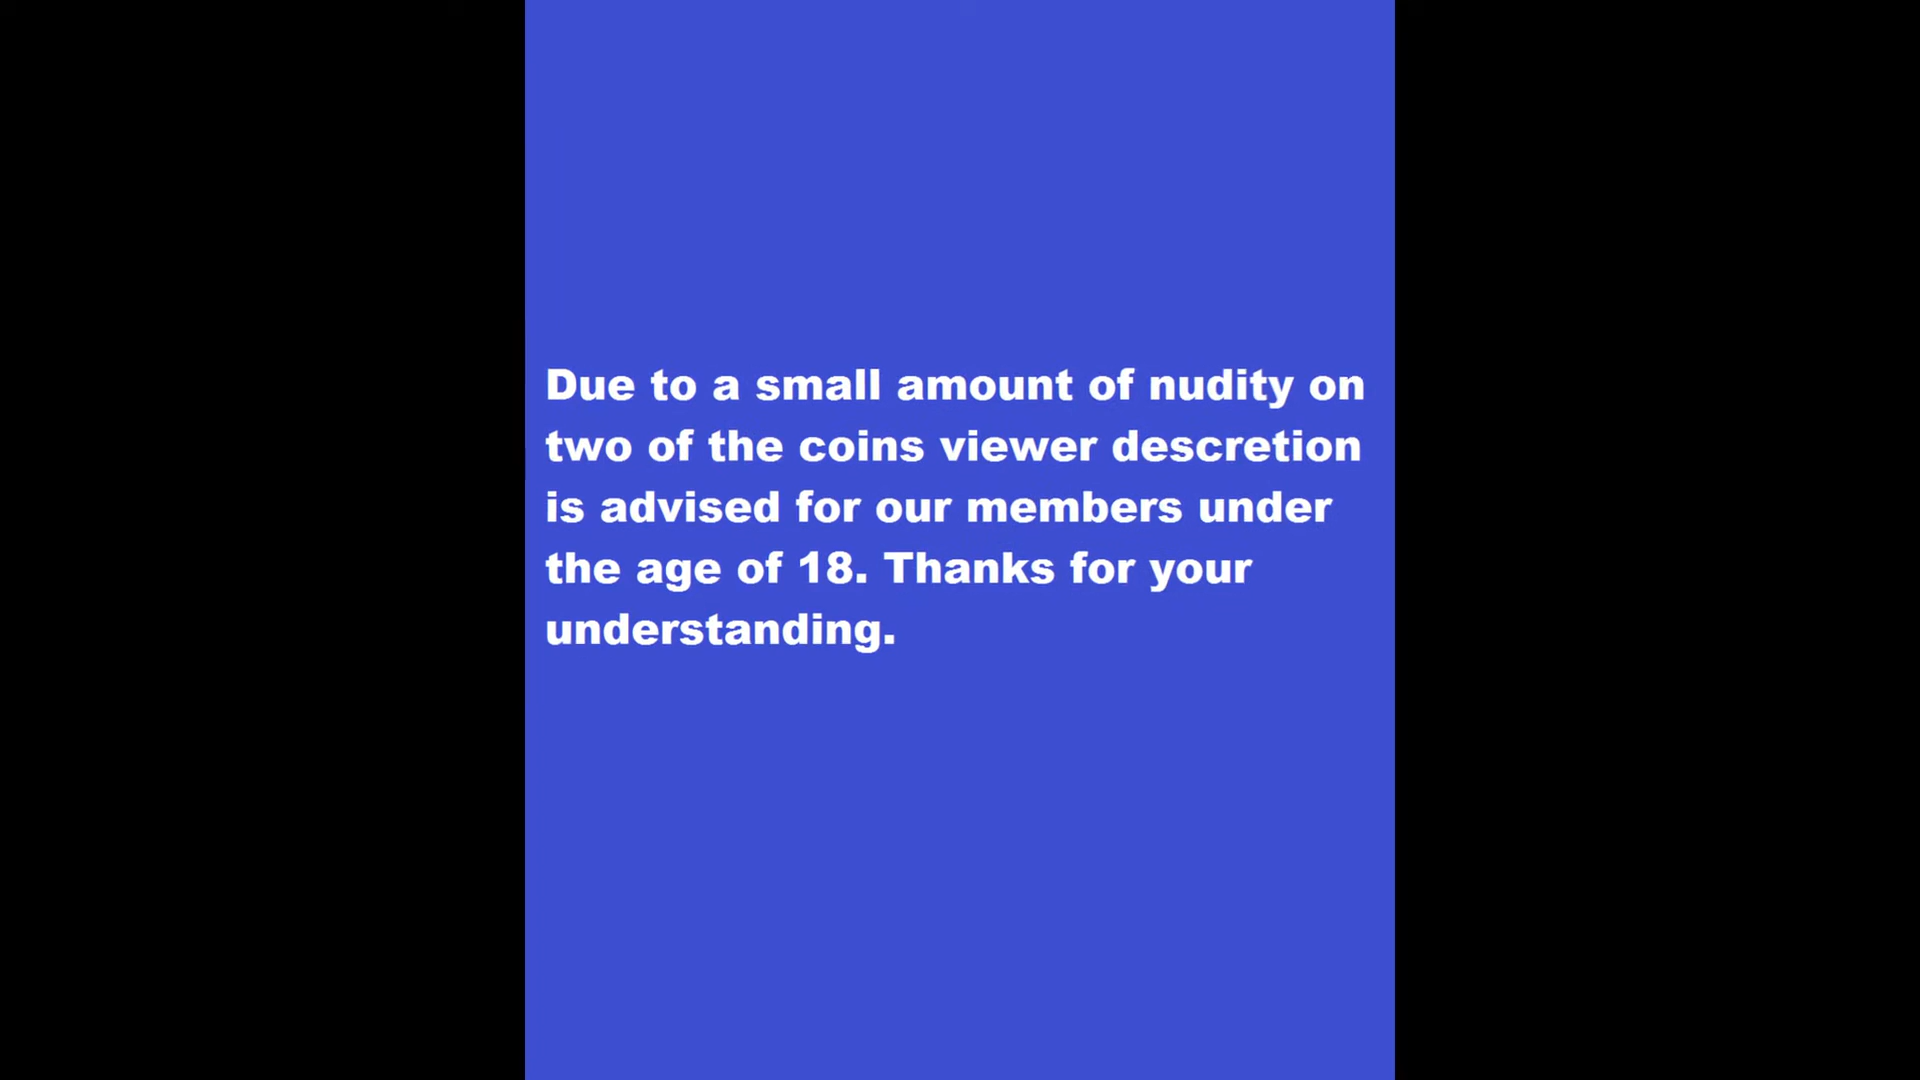 Due to a small amount of nudity on
two of the coins viewer descretion
is advised for our members under
the age of 18. Thanks for your
understanding.